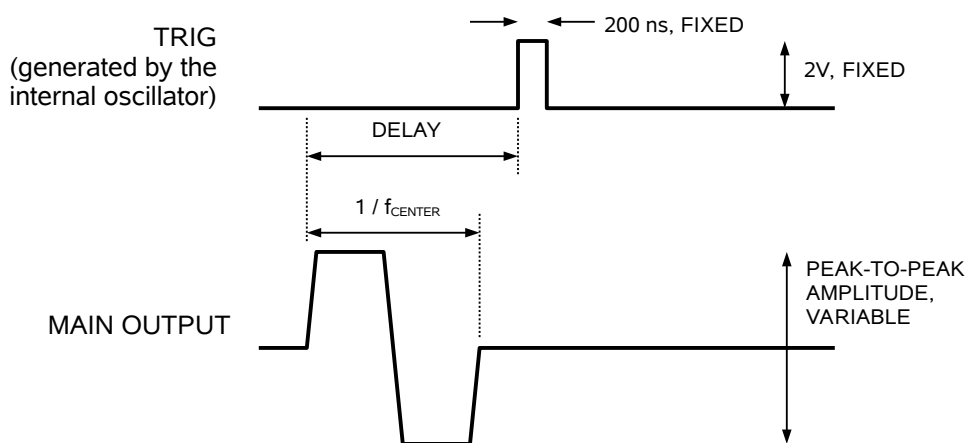 TRIG
(generated by the
internal oscillator)
200 ns, FIXED
2V, FIXED
DELAY
1 / fCENTER
MAIN OUTPUT
PEAK-TO-PEAK
AMPLITUDE,
VARIABLE